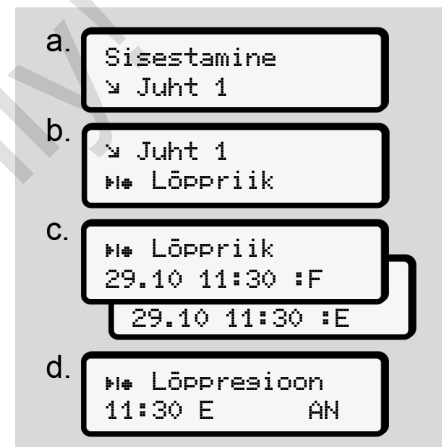 a.
Sisestamine
↘ Juht 1
b.
↘ Juht 1
Lõppriik
c.
Lõppriik
29.10 11:30 :F
29.10 11:30 :E
d.
Lõppregioon
11:30 E AN